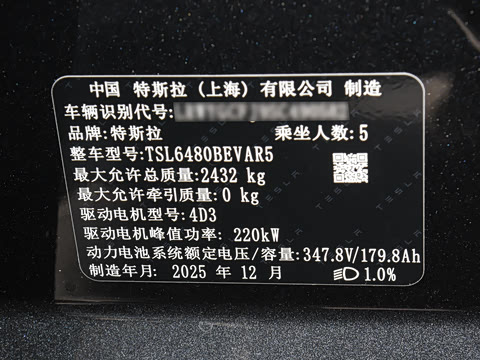 中国 特斯拉 (上海) 有限公司 制造
车辆识别代号:
品牌:特斯拉 乘坐人数:5
整车型号:TSL6480BEVAR5
最大允许总质量:2432 kg
最大允许牵引质量:0 kg
驱动电机型号:4D3
驱动电机峰值功率: 220kW
动力电池系统额定电压/容量:347.8V/179.8Ah
制造年月: 2025 年 12 月 1.0%